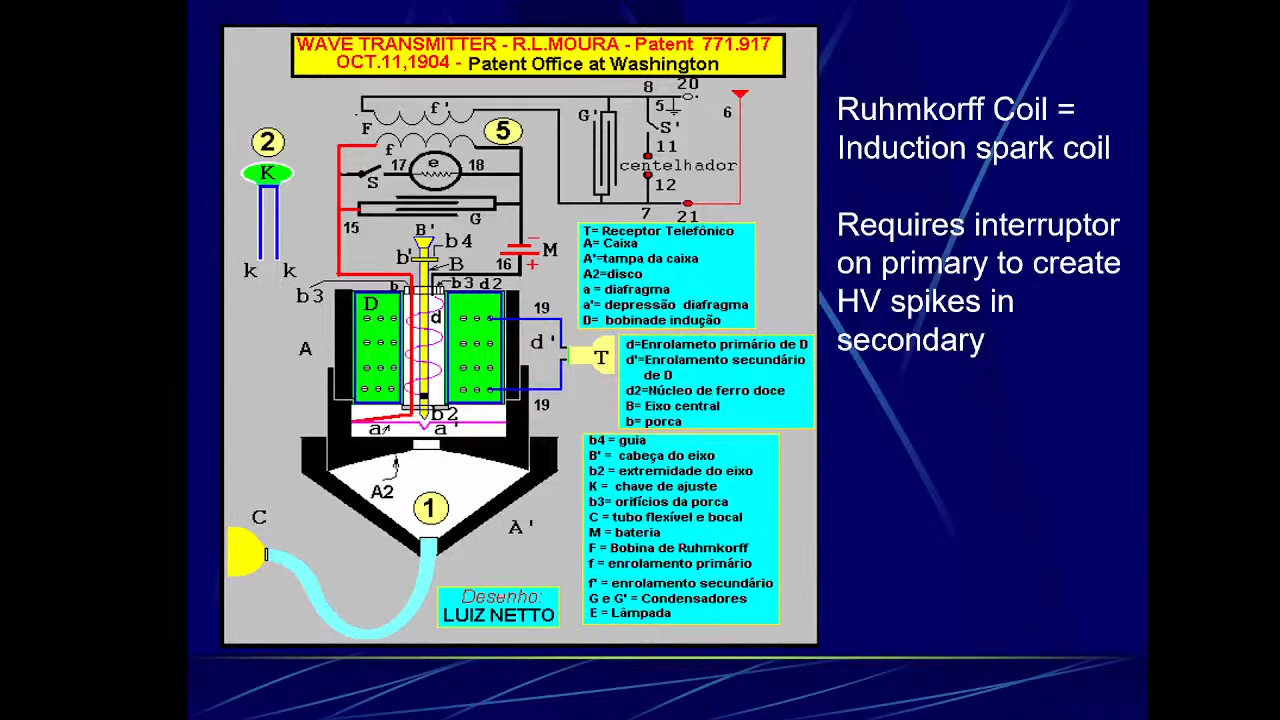 WAVE TRANSMITTER - R.L.MOURA - Patent 771.917
OCT.11,1904 - Patent Office at Washington
Ruhmkorff Coil =
Induction spark coil
Requires interruptor
on primary to create
HV spikes in
secondary
8
20
f'
G'
5
6
F
S'
5
2
f
11
17
e
18
centelhador
K
S
12
G
7
21
15
B'
b4
M
b'
B
16
k
k
b
b3
d2
b3
D
d
19
A
d'
T
19
b2
a
a'
A2
1
A'
C
T= Receptor Telefônico
A= Caixa
A'=tampa da caixa
A2=disco
a = diafragma
a'= depressão diafragma
D= bobinade indução
d=Enrolameto primário de D
d'=Enrolamento secundário
de D
d2=Núcleo de ferro doce
B= Eixo central
b= porca
b4 = guia
B' = cabeça do eixo
b2 = extremidade do eixo
K = chave de ajuste
b3= orifícios da porca
C = tubo flexível e bocal
M = bateria
F = Bobina de Ruhmkorff
f = enrolamento primário
f' = enrolamento secundário
G e G' = Condensadores
E = Lâmpada
Desenho:
LUIZ NETTO